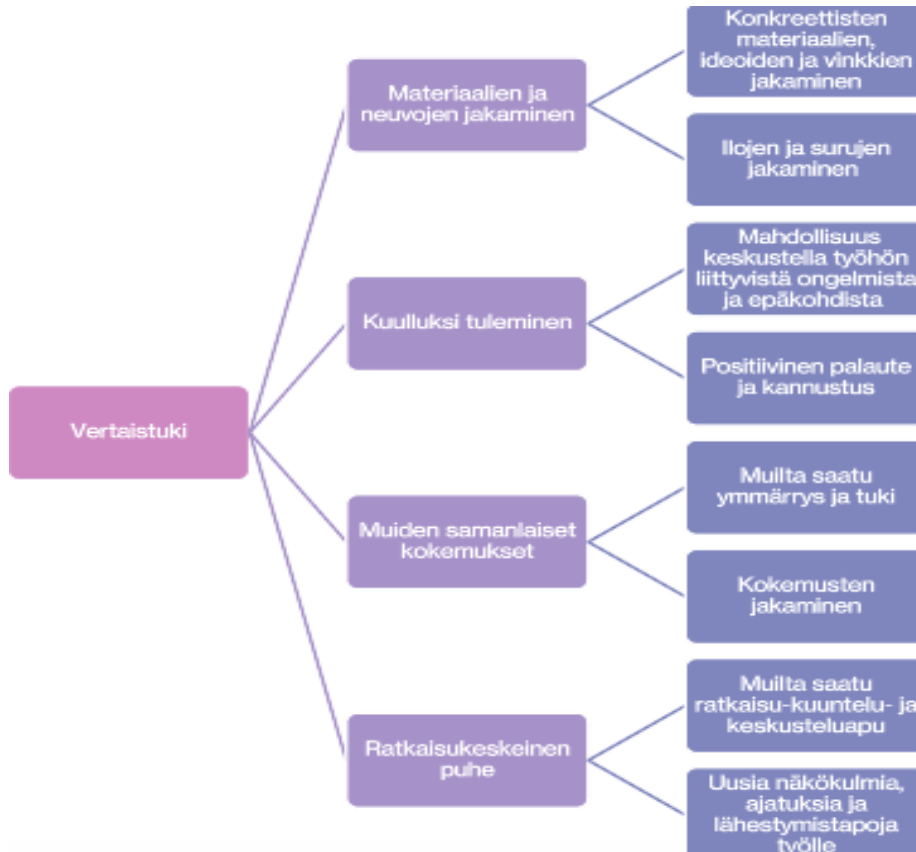 Vertaistuki
Materiaalien ja
neuvojen jakaminen
Konkreettisten
materiaalien,
ideoiden ja vinkkien
jakaminen
Ilojen ja surujen
jakaminen
Kuulluksi tuleminen
Mahdollisuus
keskustella työhön
liittyvistä ongelmista
ja epäkohdista
Positiivinen palaute
ja kannustus
Muiden samanlaiset
kokemukset
Muilta saatu
ymmärrys ja tuki
Kokemusten
jakaminen
Ratkaisukeskeinen
puhe
Muilta saatu
ratkaisu-kuuntelu- ja
keskusteluapu
Uusia näkökulmia,
ajatuksia ja
lähestymistapoja
työlle